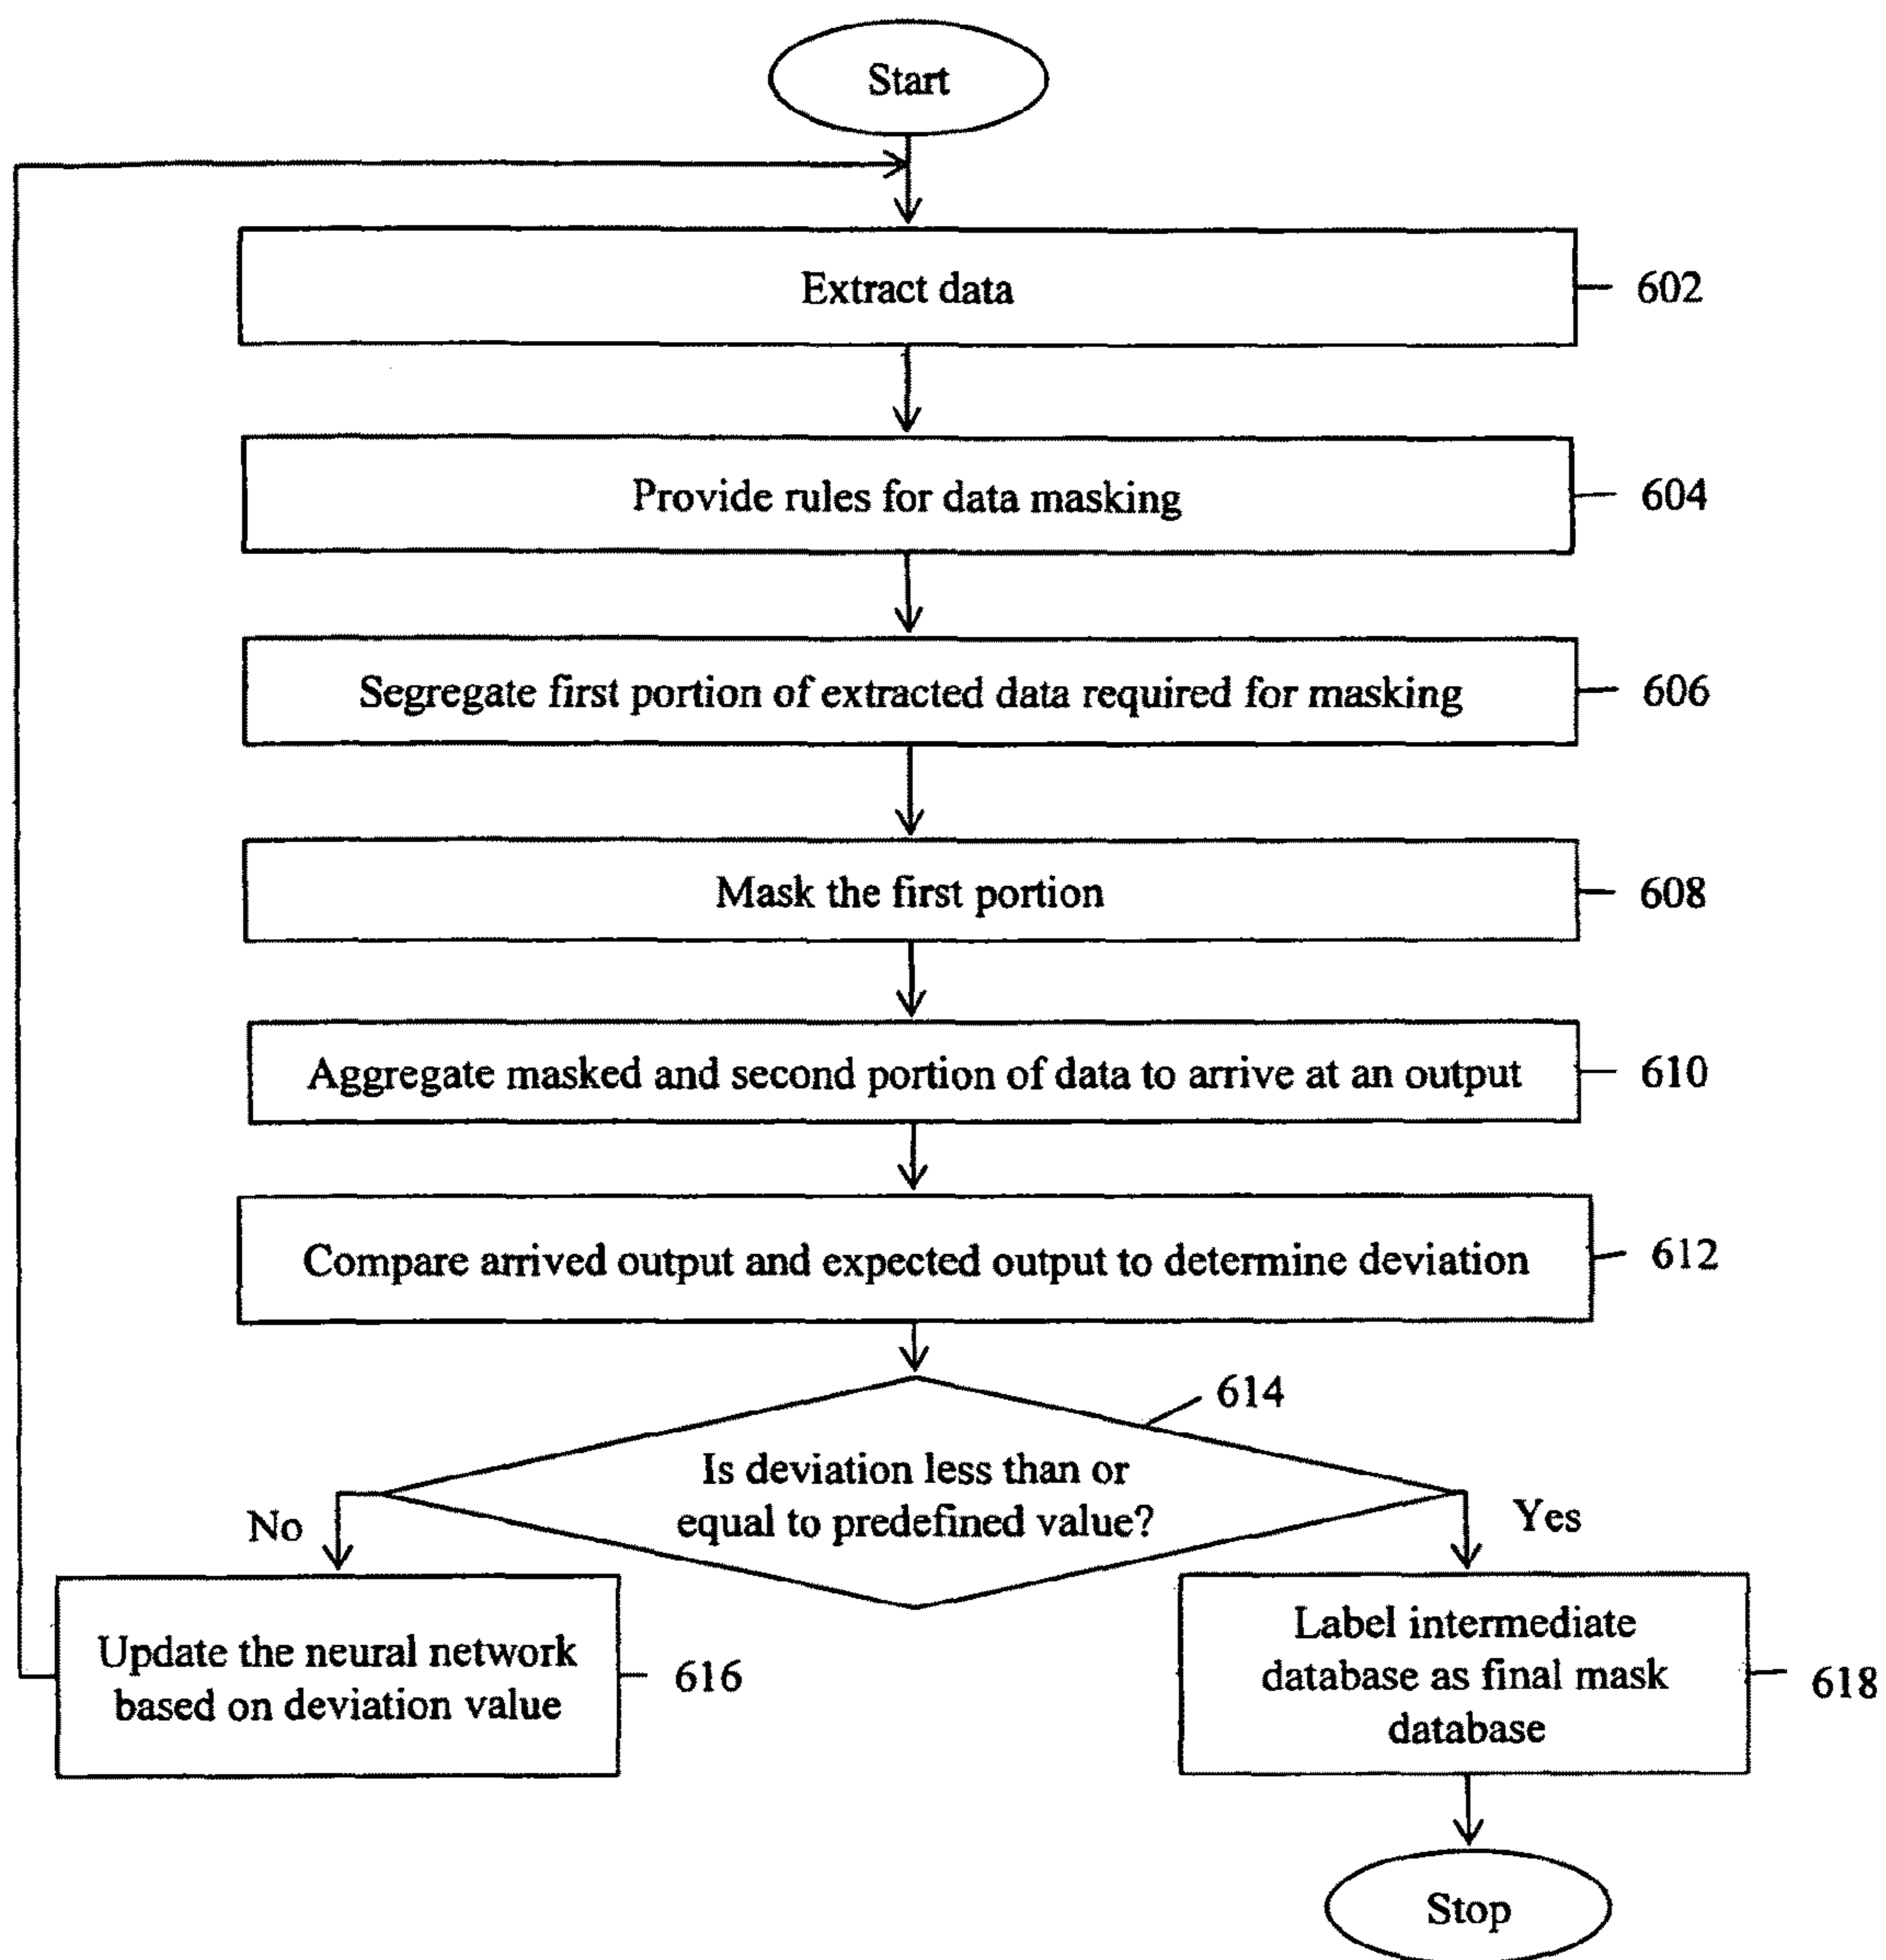 Start
Extract data
602
Provide rules for data masking
604
Segregate first portion of extracted data required for masking
606
Mask the first portion
608
Aggregate masked and second portion of data to arrive at an output
610
Compare arrived output and expected output to determine deviation
612
614
Is deviation less than or
equal to predefined value?
No
Yes
Update the neural network
based on deviation value
616
Label intermediate
database as final mask
database
618
Stop